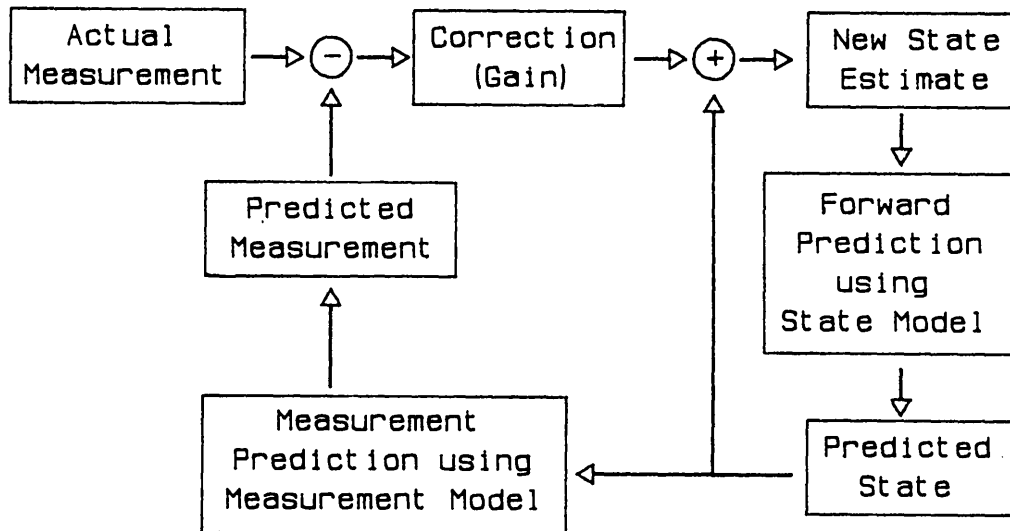 Actual
Measurement
−
Correction
(Gain)
+
New State
Estimate
Predicted
Measurement
Forward
Prediction
using
State Model
Measurement
Prediction using
Measurement Model
Predicted
State